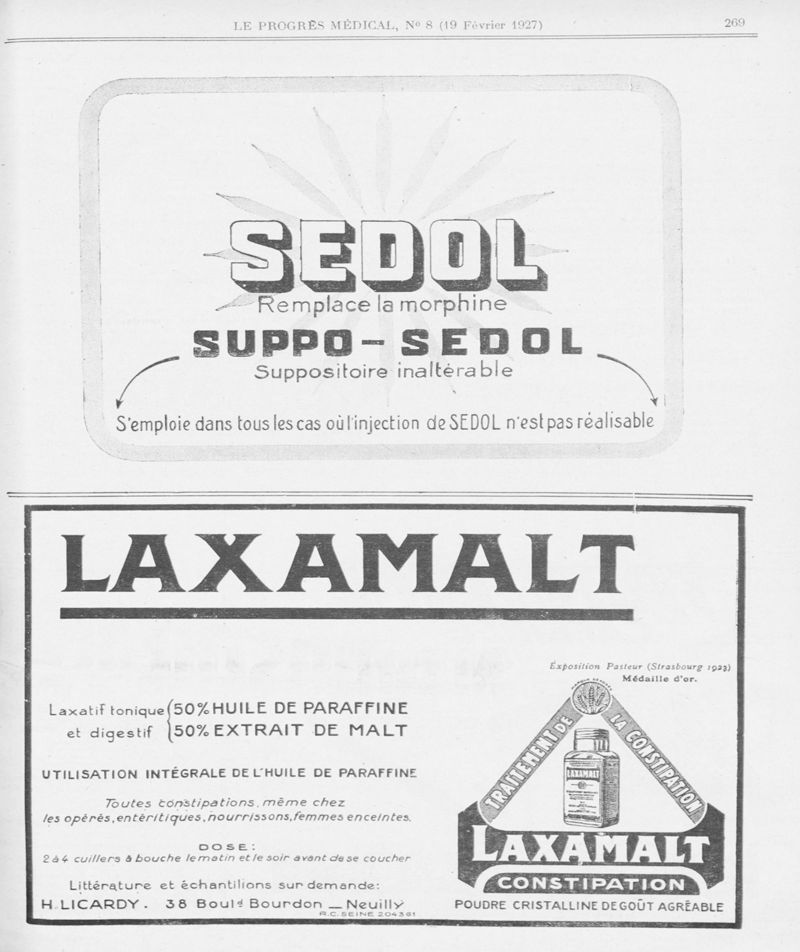 LE PROGRÈS MÉDICAL, No 8 (19 Février 1927)
269
SEDOL
Remplace la morphine
SUPPO-SEDOL
Suppositoire inaltérable
S'emploie dans tous les cas où l'injection de SEDOL n'est pas réalisable
LAXAMALT
Exposition Pasteur (Strasbourg 1923)
Médaille d'or.
Laxatif tonique
et digestif
50% HUILE DE PARAFFINE
50% EXTRAIT DE MALT
UTILISATION INTÉGRALE DE L'HUILE DE PARAFFINE
Toutes constipations, même chez
les opérés, entéritiques, nourrissons, femmes enceintes.
DOSE:
2 à 4 cuillers à bouche le matin et le soir avant de se coucher
Littérature et échantillons sur demande:
H. LICARDY. 38 Boulᵈ Bourdon _ Neuilly
R.C. SEINE 204361
MARQUE DÉPOSÉE
TRAITEMENT DE
LA CONSTIPATION
LAXAMALT
LAXAMALT
CONSTIPATION
POUDRE CRISTALLINE DE GOÛT AGRÉABLE